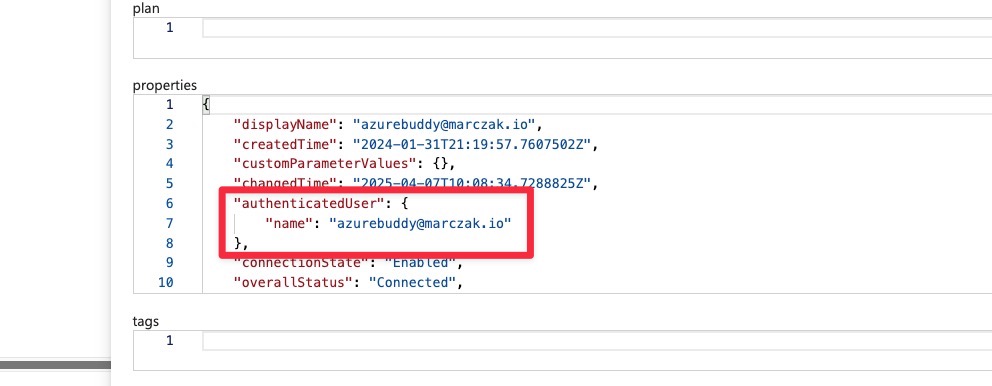 plan
1
properties
1 {
2 "displayName": "azurebuddy@marczak.io",
3 "createdTime": "2024-01-31T21:19:57.7607502Z",
4 "customParameterValues": {},
5 "changedTime": "2025-04-07T10:08:34.7288825Z",
6 "authenticatedUser": {
7 "name": "azurebuddy@marczak.io"
8 },
9 "connectionState": "Enabled",
10 "overallStatus": "Connected",
tags
1